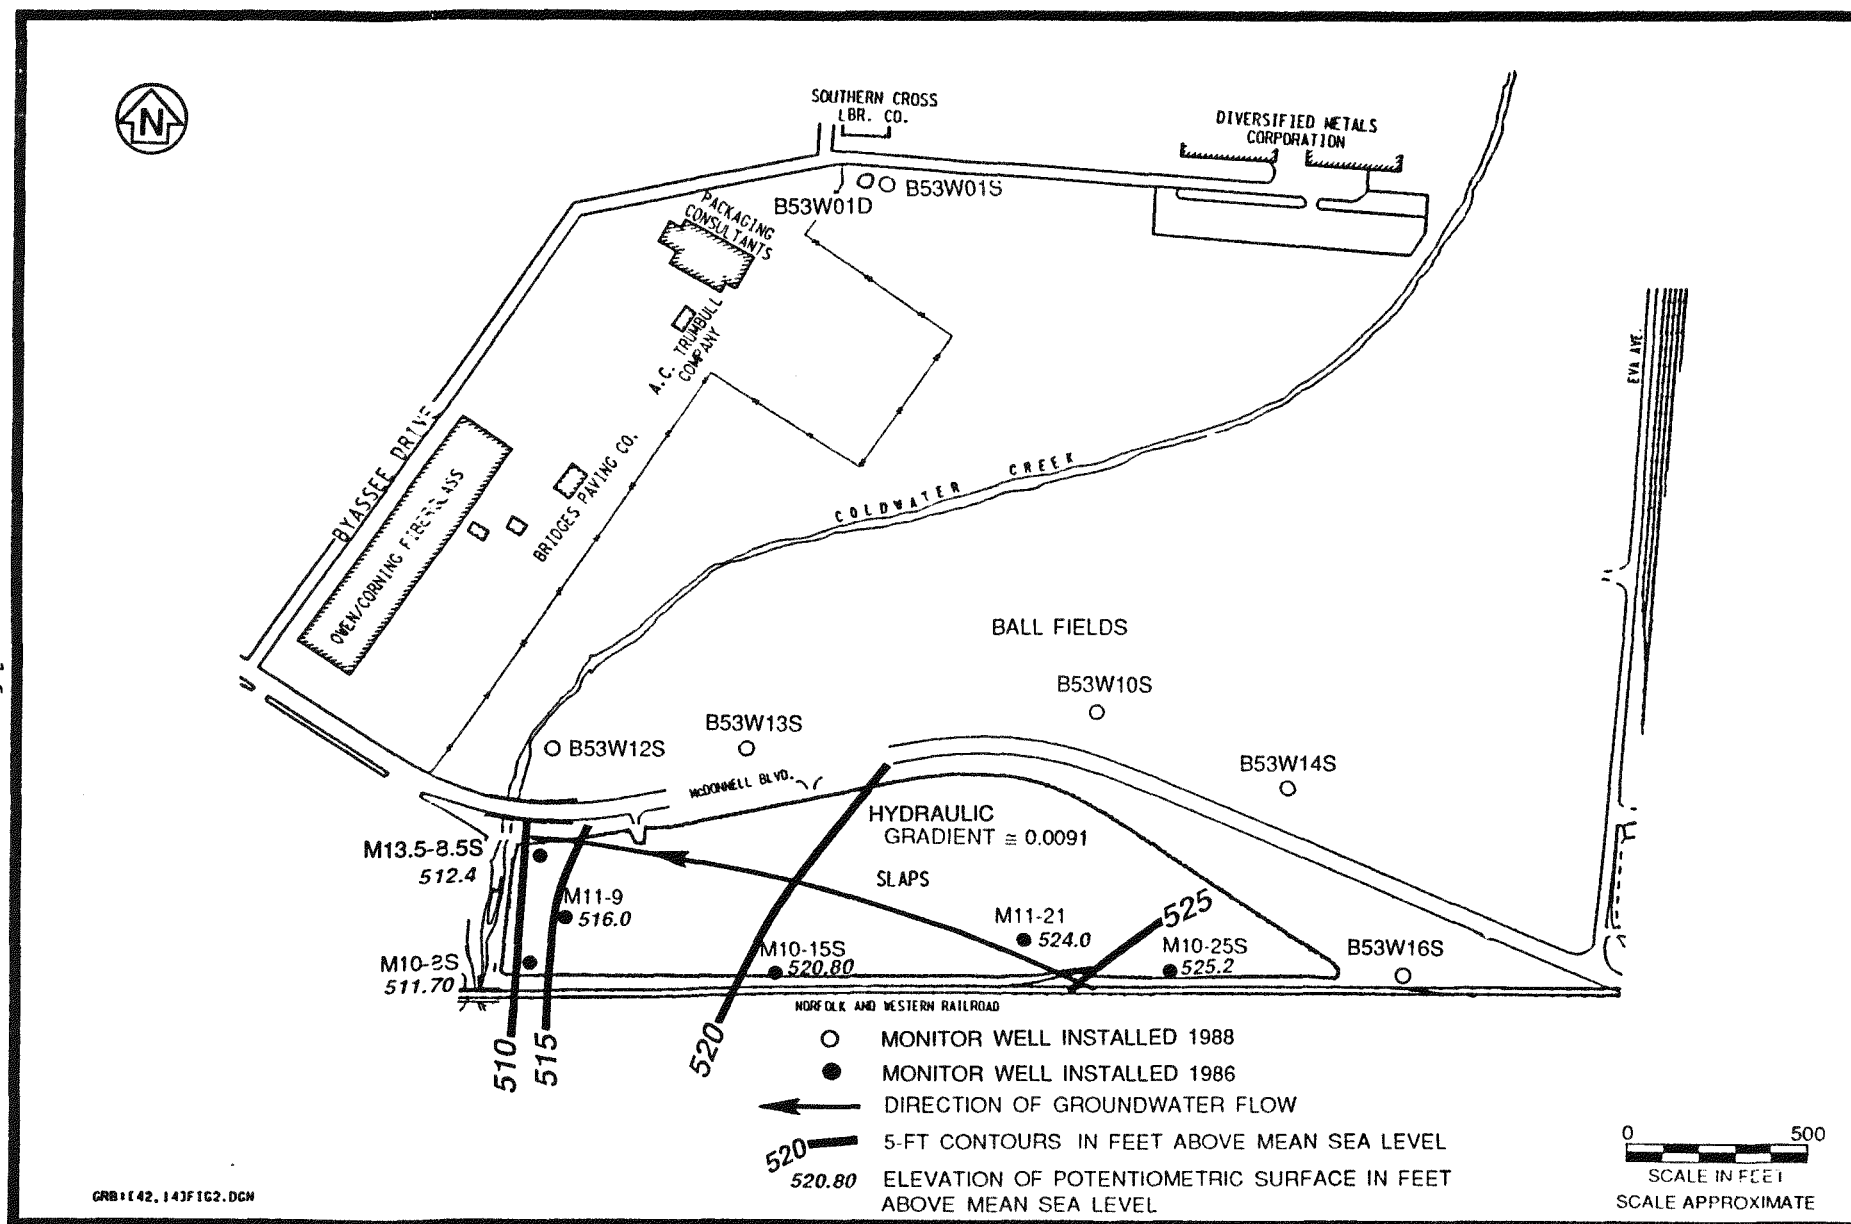 N
SOUTHERN CROSS
LBR. CO.
DIVERSIFIED METALS
CORPORATION
B53W01S
B53W01D
PACKAGING
CONSULTANTS
A.C. TRUMBULL
COMPANY
EVA AVE.
BYASSEE DRIVE
BRIDGES PAVING CO.
OWEN/CORNING FIBERGLASS
COLDWATER CREEK
BALL FIELDS
B53W10S
B53W13S
B53W12S
B53W14S
McDONNELL BLVD.
HYDRAULIC
GRADIENT ≅ 0.0091
M13.5-8.5S
512.4
SLAPS
M11-9
516.0
M11-21
524.0
525
M10-15S
520.80
M10-25S
525.2
B53W16S
M10-8S
511.70
NORFOLK AND WESTERN RAILROAD
510
515
520
MONITOR WELL INSTALLED 1988
MONITOR WELL INSTALLED 1986
DIRECTION OF GROUNDWATER FLOW
520 5-FT CONTOURS IN FEET ABOVE MEAN SEA LEVEL
520.80 ELEVATION OF POTENTIOMETRIC SURFACE IN FEET
ABOVE MEAN SEA LEVEL
0 500
SCALE IN FEET
SCALE APPROXIMATE